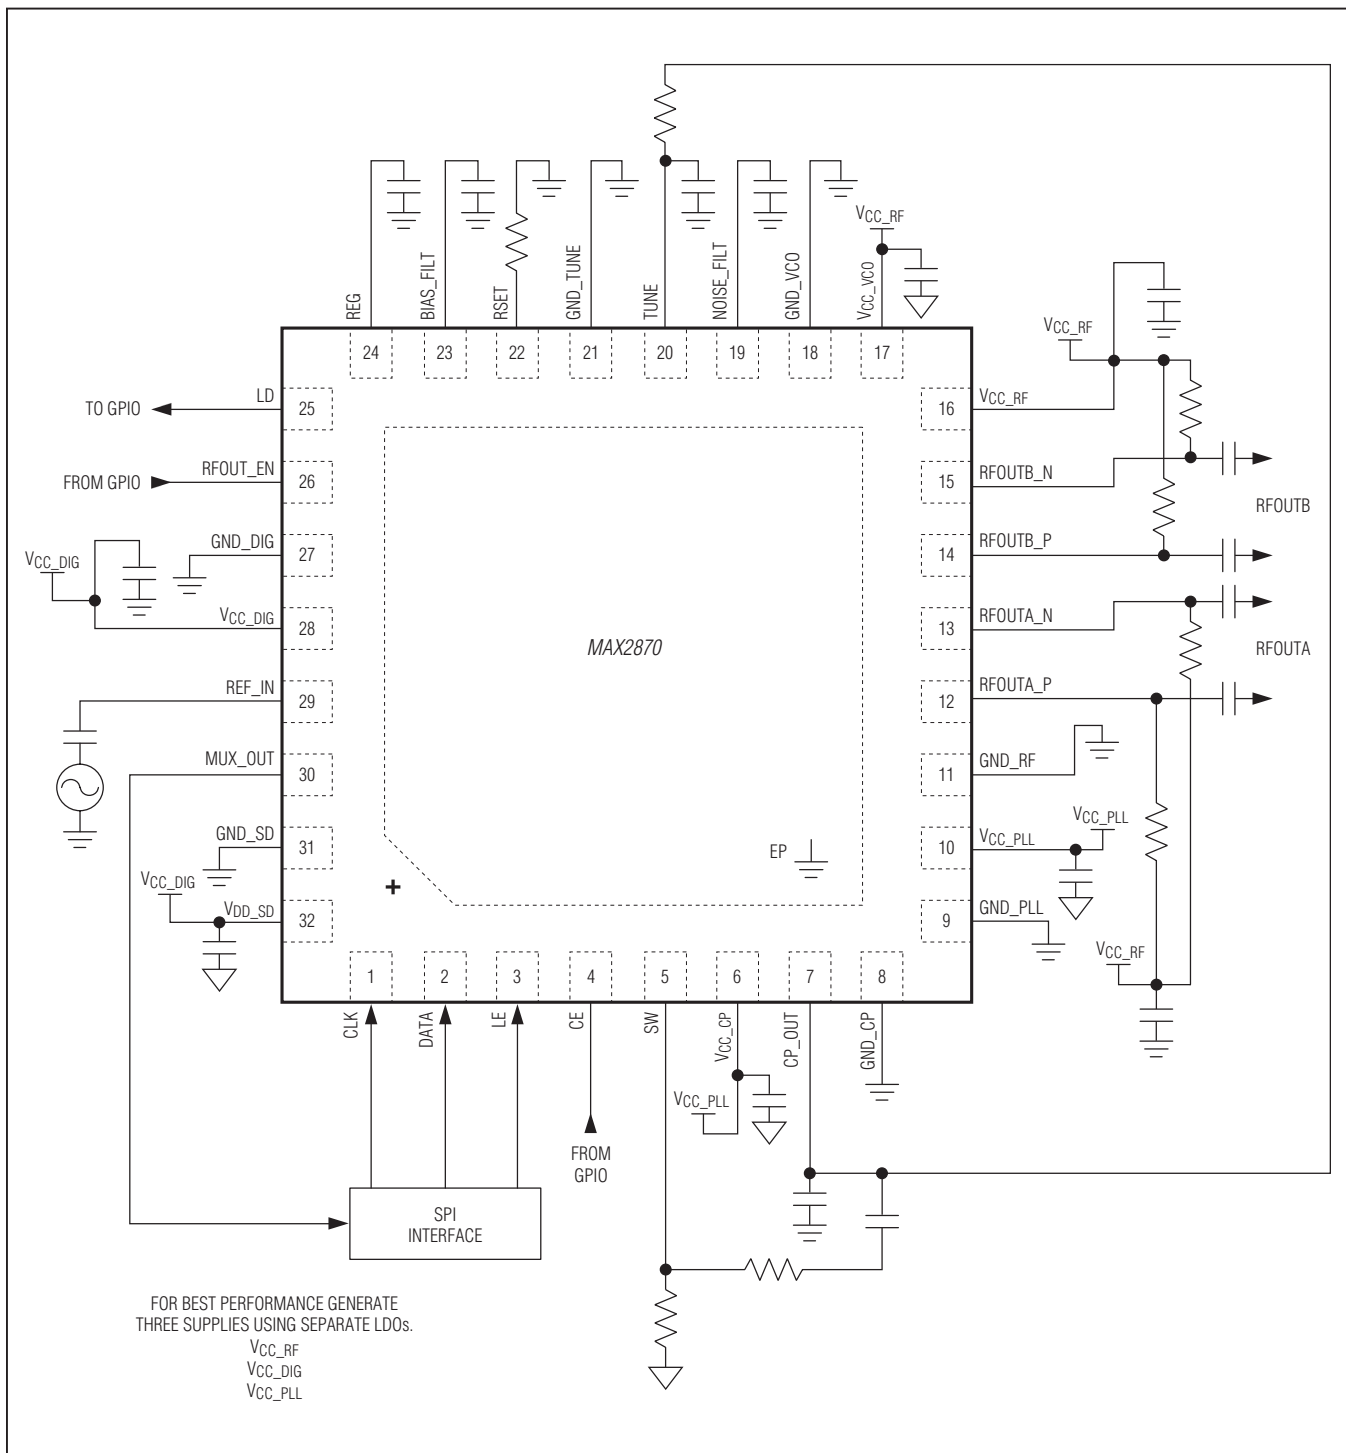 REG
BIAS_FILT
RSET
GND_TUNE
TUNE
NOISE_FILT
GND_VCO
VCC_VCO
VCC_RF
24
23
22
21
20
19
18
17
LD
TO GPIO
25
RFOUT_EN
FROM GPIO
26
GND_DIG
27
VCC_DIG
VCC_DIG
28
REF_IN
29
MUX_OUT
30
GND_SD
31
VCC_DIG
VDD_SD
32
MAX2870
EP
+
VCC_RF
16
VCC_RF
15
RFOUTB_N
RFOUTB
14
RFOUTB_P
13
RFOUTA_N
RFOUTA
12
RFOUTA_P
11
GND_RF
10
VCC_PLL
VCC_PLL
9
GND_PLL
VCC_RF
1
2
3
4
5
6
7
8
CLK
DATA
LE
CE
SW
VCC_CP
CP_OUT
GND_CP
VCC_PLL
FROM
GPIO
SPI
INTERFACE
FOR BEST PERFORMANCE GENERATE
THREE SUPPLIES USING SEPARATE LDOs.
VCC_RF
VCC_DIG
VCC_PLL